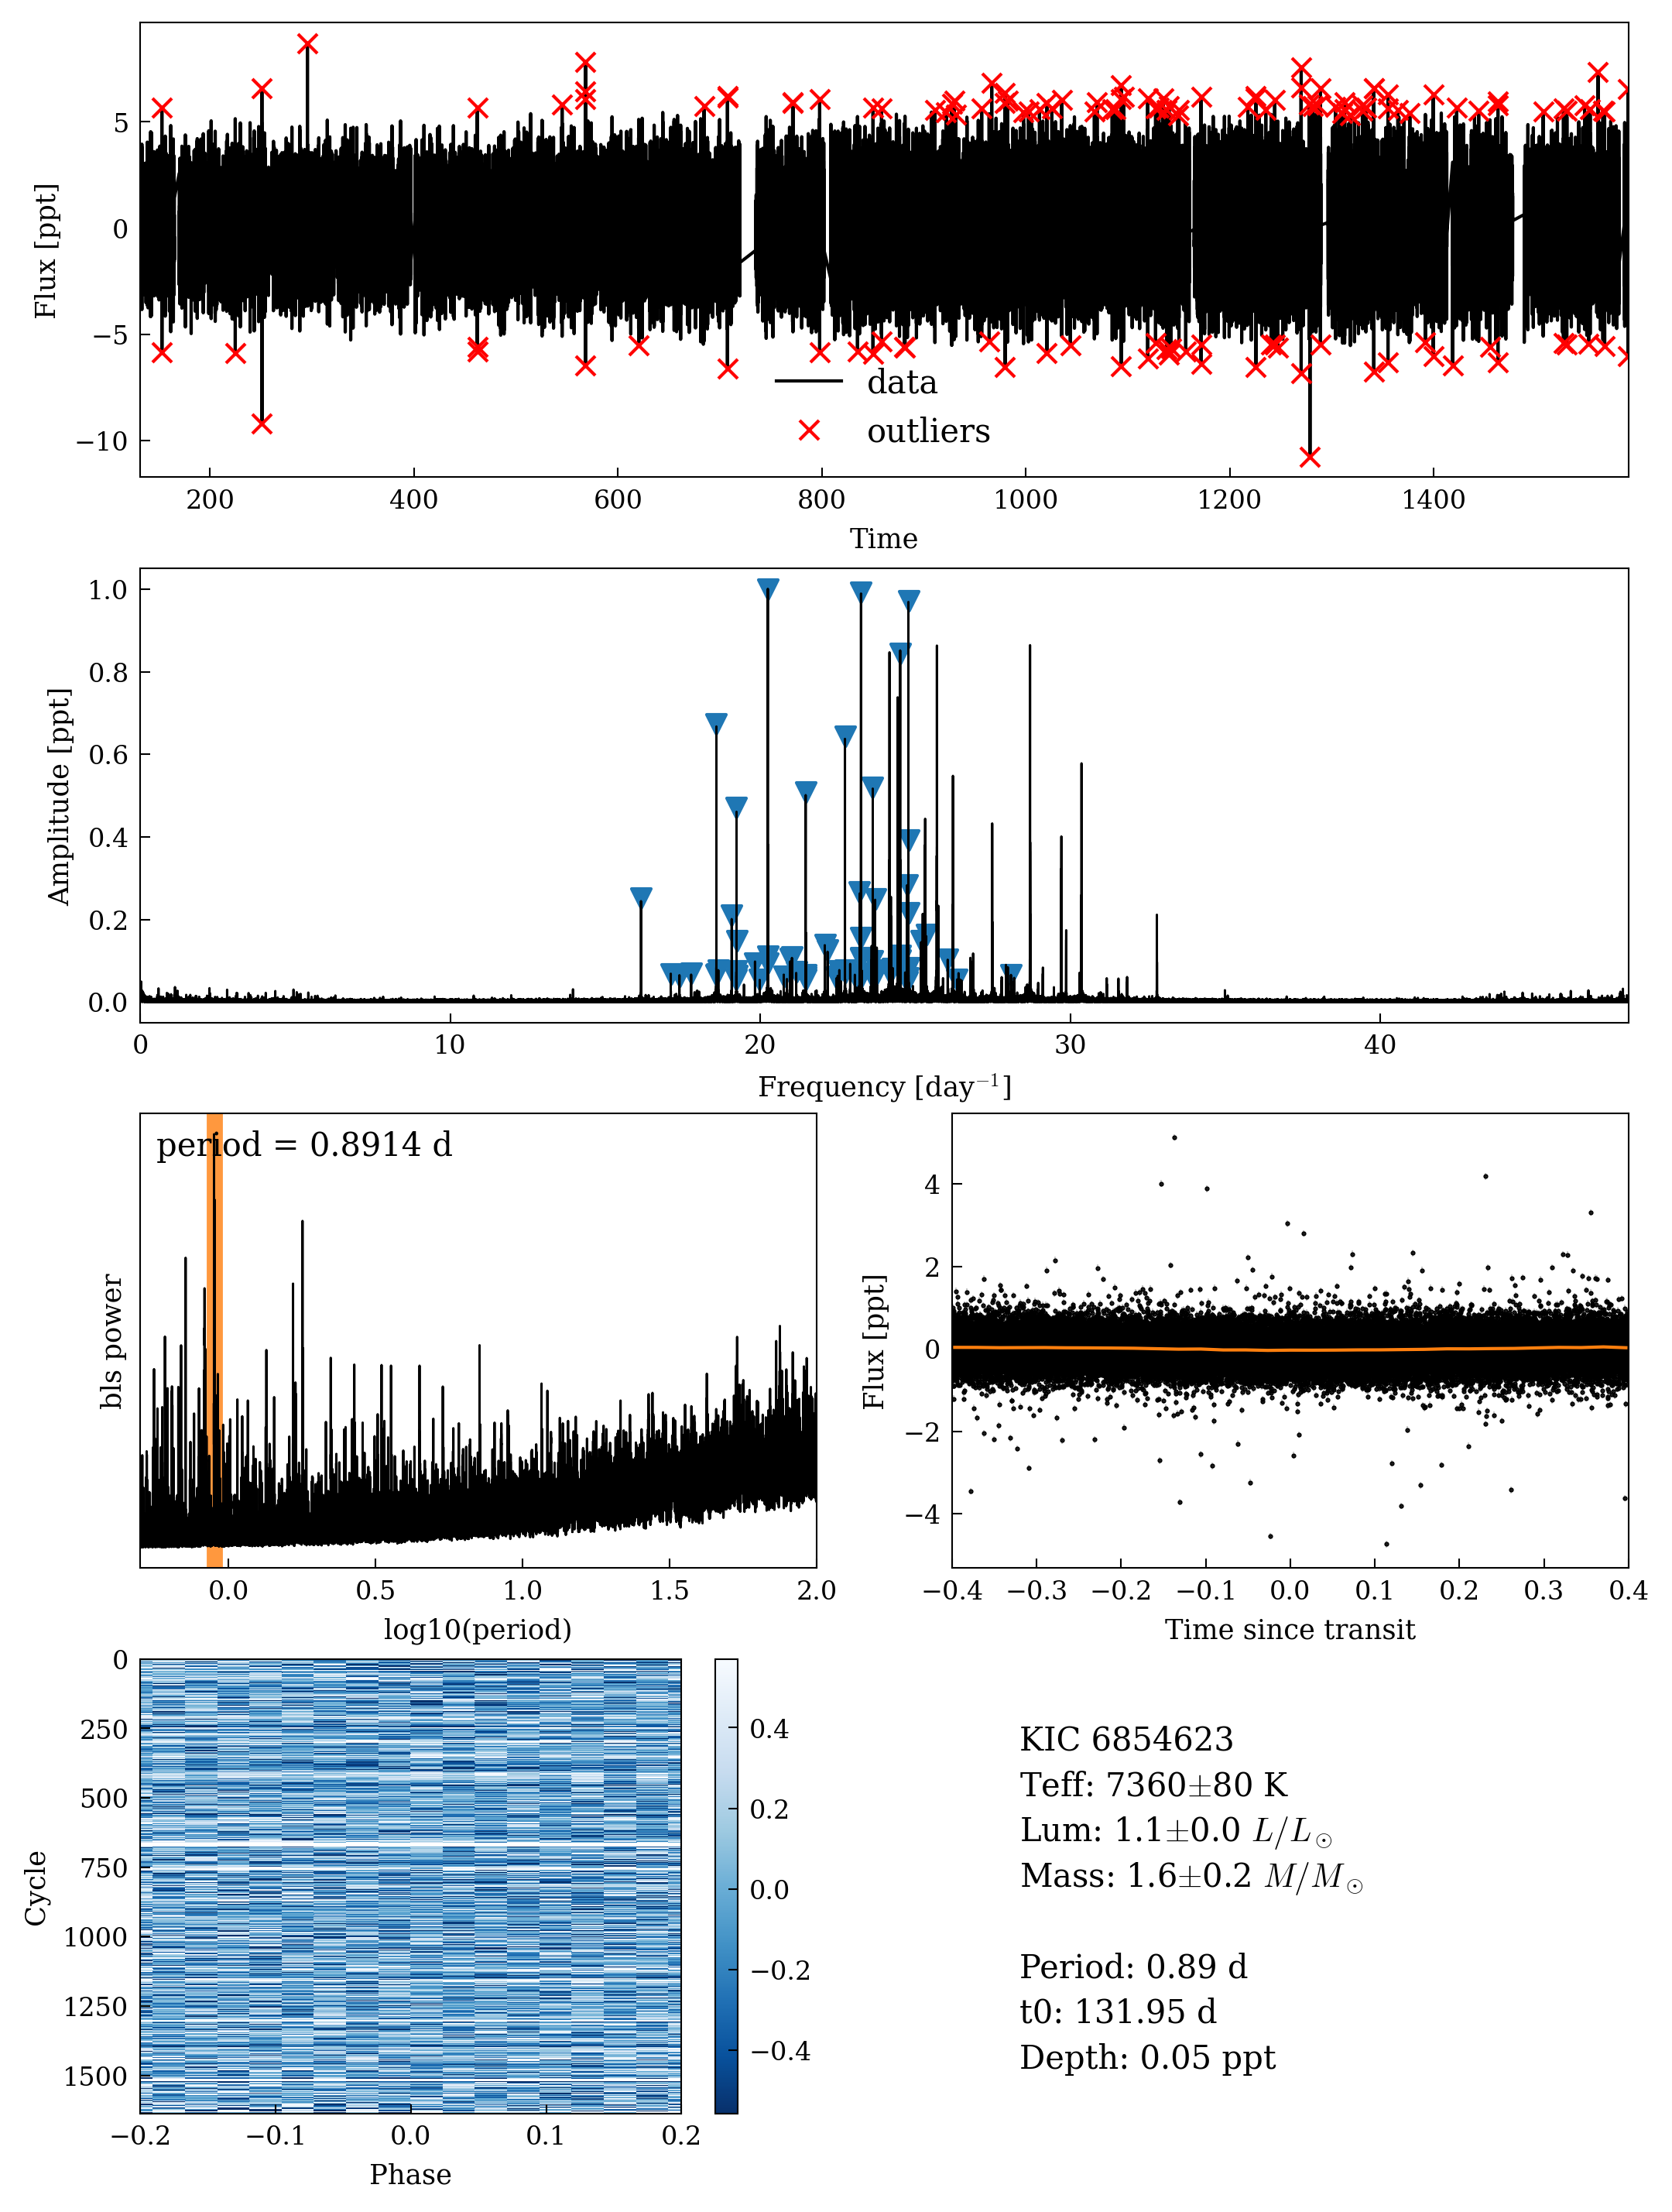 5
0
−5
−10
Flux [ppt]
data
outliers
200 400 600 800 1000 1200 1400
Time
1.0
0.8
0.6
0.4
0.2
0.0
Amplitude [ppt]
0 10 20 30 40
Frequency [day⁻¹]
period = 0.8914 d
bls power
0.0 0.5 1.0 1.5 2.0
log10(period)
4
2
0
−2
−4
Flux [ppt]
−0.4 −0.3 −0.2 −0.1 0.0 0.1 0.2 0.3 0.4
Time since transit
0
250
500
750
1000
1250
1500
Cycle
−0.2 −0.1 0.0 0.1 0.2
Phase
0.4
0.2
0.0
−0.2
−0.4
KIC 6854623
Teff: 7360±80 K
Lum: 1.1±0.0 L/L⊙
Mass: 1.6±0.2 M/M⊙
Period: 0.89 d
t0: 131.95 d
Depth: 0.05 ppt